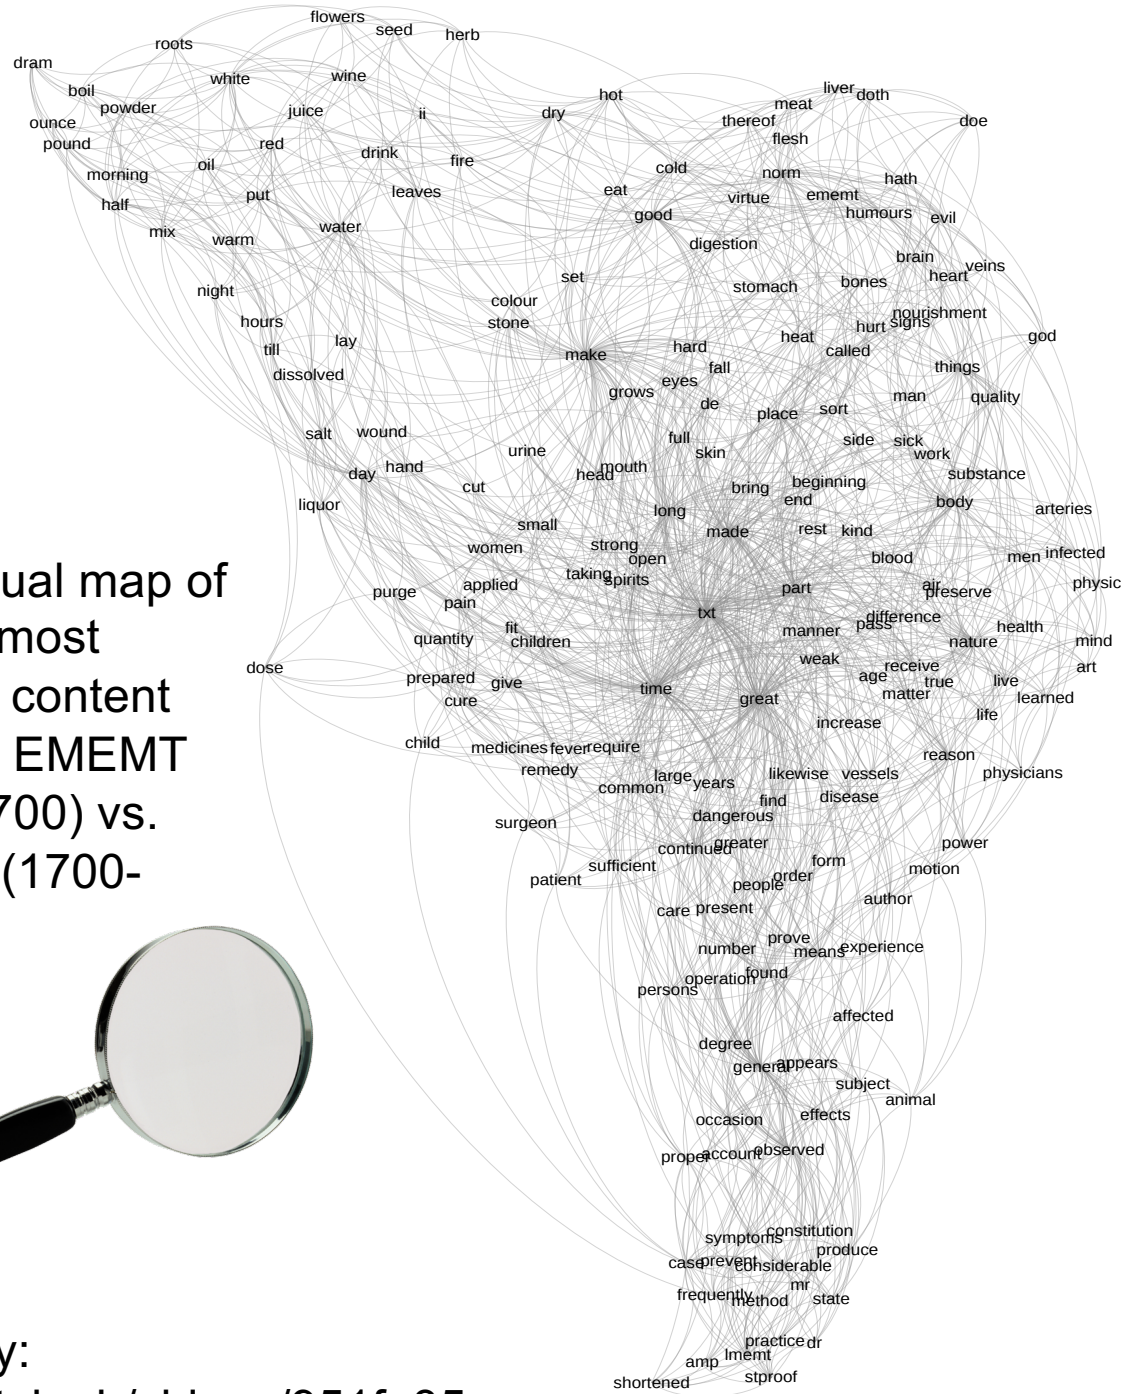 flowers
seed
herb
roots
dram
white
wine
boil
hot
liver
doth
powder
juice
ii
dry
meat
ounce
thereof
doe
pound
red
flesh
drink
fire
oil
cold
morning
norm
hath
put
leaves
eat
virtue
ememt
half
good
humours
evil
mix
warm
water
digestion
brain
veins
set
stomach
bones
heart
night
colour
nourishment
hours
stone
hurt
signs
till
lay
heat
god
make
hard
called
dissolved
fall
things
eyes
grows
man
quality
de
place
sort
salt
wound
full
side
sick
urine
skin
work
day
hand
head
mouth
substance
cut
bring
beginning
end
body
liquor
long
arteries
small
made
rest
kind
women
strong
open
blood
men
infected
taking
spirits
air
physic
purge
applied
part
preserve
pain
txt
difference
fit
manner
pass
health
quantity
children
nature
mind
dose
weak
receive
art
prepared
give
time
great
age
true
live
cure
matter
learned
increase
life
child
medicines
fever
require
reason
remedy
large
years
likewise
vessels
physicians
common
find
disease
surgeon
dangerous
continued
greater
power
patient
sufficient
form
motion
people
order
author
care
present
number
prove
means
experience
persons
operation
found
affected
degree
general
appears
subject
animal
occasion
effects
proper
account
observed
symptoms
constitution
case
prevent
considerable
produce
frequently
method
mr
state
practice
dr
amp
lmemt
shortened
stproof
ual map of
most
content
EMEMT
700) vs.
(1700-
y: